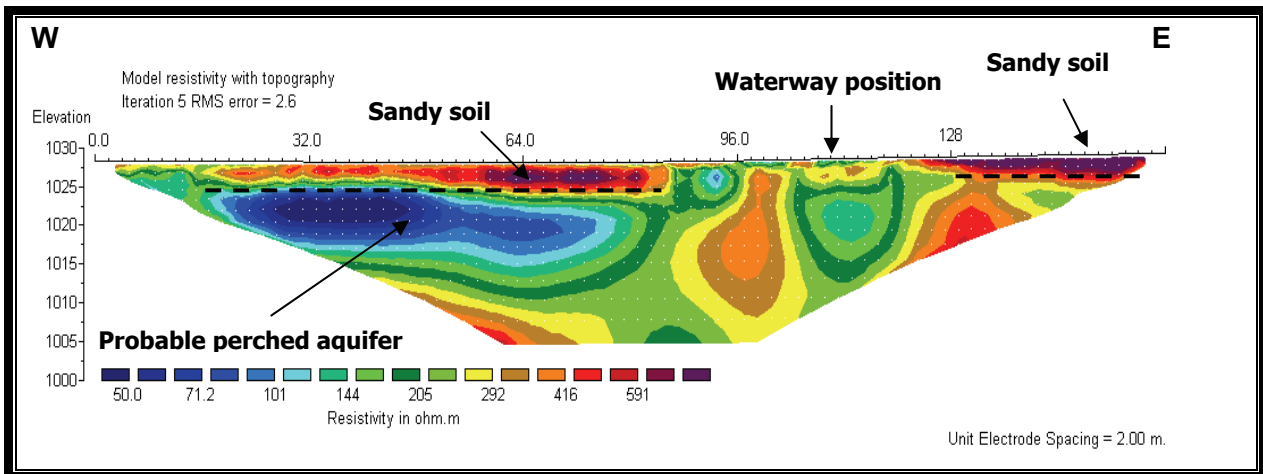 W
E
Model resistivity with topography
Iteration 5 RMS error = 2.6
Sandy soil
Waterway position
Sandy soil
Elevation
0.0 32.0 64.0 96.0 128
1030
1025
1020
1015
1010
1005
1000
Probable perched aquifer
50.0 71.2 101 144 205 292 416 591
Resistivity in ohm.m
Unit Electrode Spacing = 2.00 m.